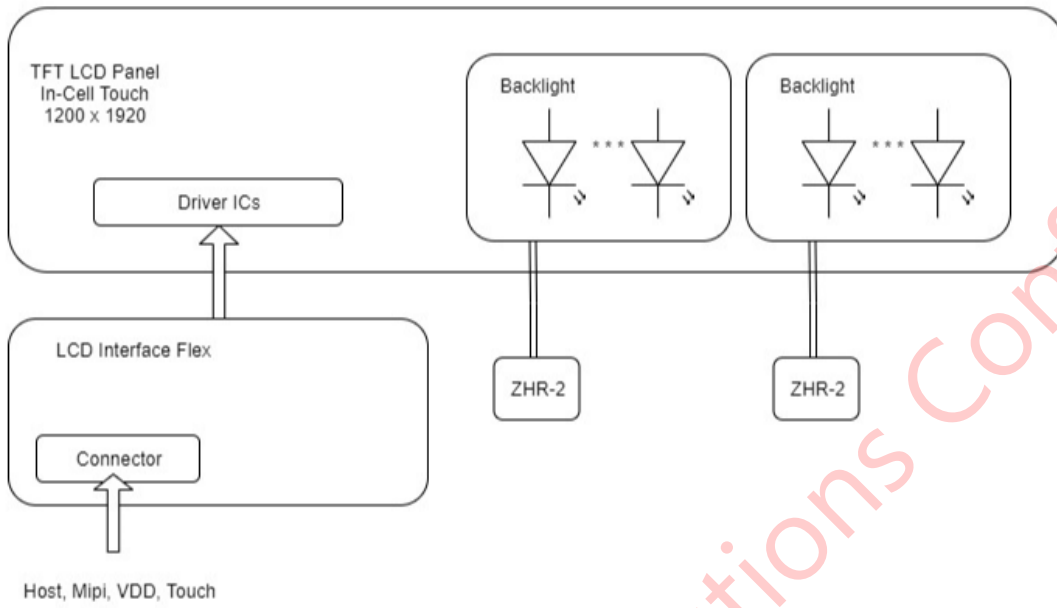 TFT LCD Panel
In-Cell Touch
1200 x 1920
Driver ICs
Backlight
* * *
Backlight
* * *
LCD Interface Flex
Connector
ZHR-2
ZHR-2
Host, Mipi, VDD, Touch